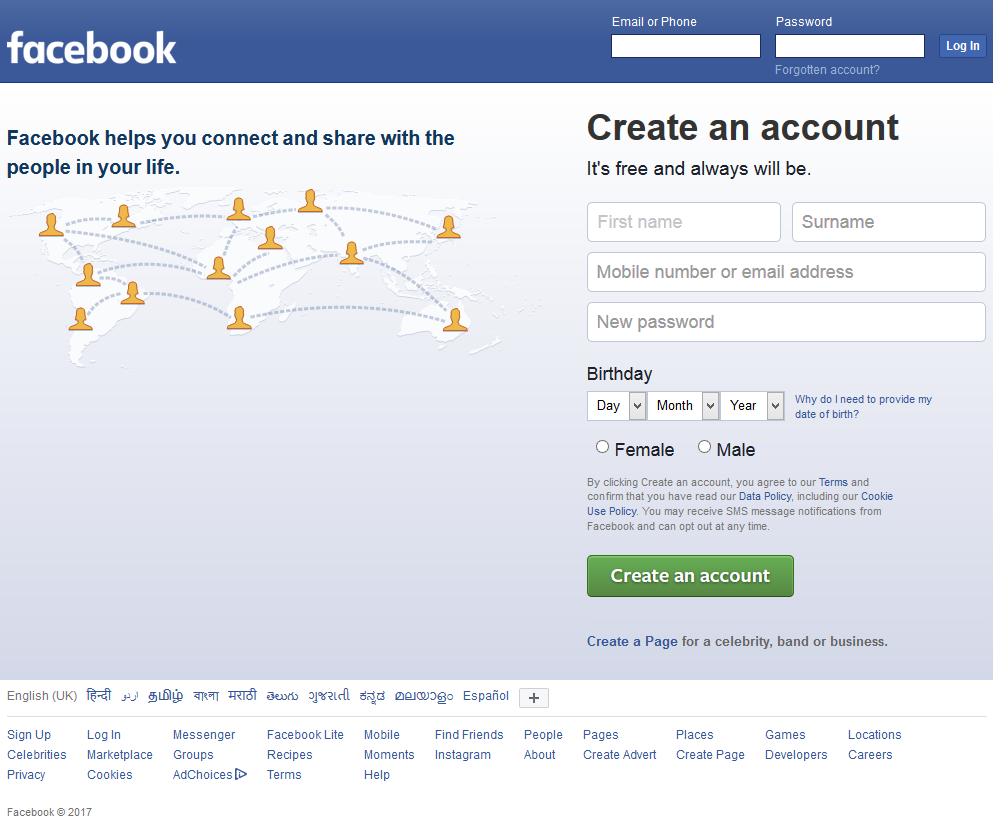 facebook
Email or Phone
Password
Log In
Forgotten account?
Facebook helps you connect and share with the
people in your life.
Create an account
It's free and always will be.
First name
Surname
Mobile number or email address
New password
Birthday
Day
Month
Year
Why do I need to provide my
date of birth?
Female
Male
By clicking Create an account, you agree to our Terms and
confirm that you have read our Data Policy, including our Cookie
Use Policy. You may receive SMS message notifications from
Facebook and can opt out at any time.
Create an account
Create a Page for a celebrity, band or business.
English (UK) हिन्दी اردو தமிழ் বাংলা मराठी తెలుగు ગુજરાતી ಕನ್ನಡ മലയാളം Español +
Sign Up Log In Messenger Facebook Lite Mobile Find Friends People Pages Places Games Locations
Celebrities Marketplace Groups Recipes Moments Instagram About Create Advert Create Page Developers Careers
Privacy Cookies AdChoices Terms Help
Facebook © 2017